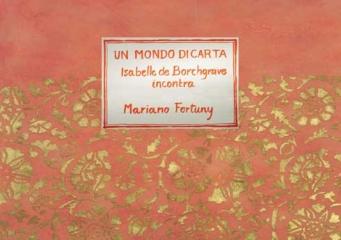 UN MONDO DI CARTA
Isabelle de Borchgrave
incontra
Mariano Fortuny